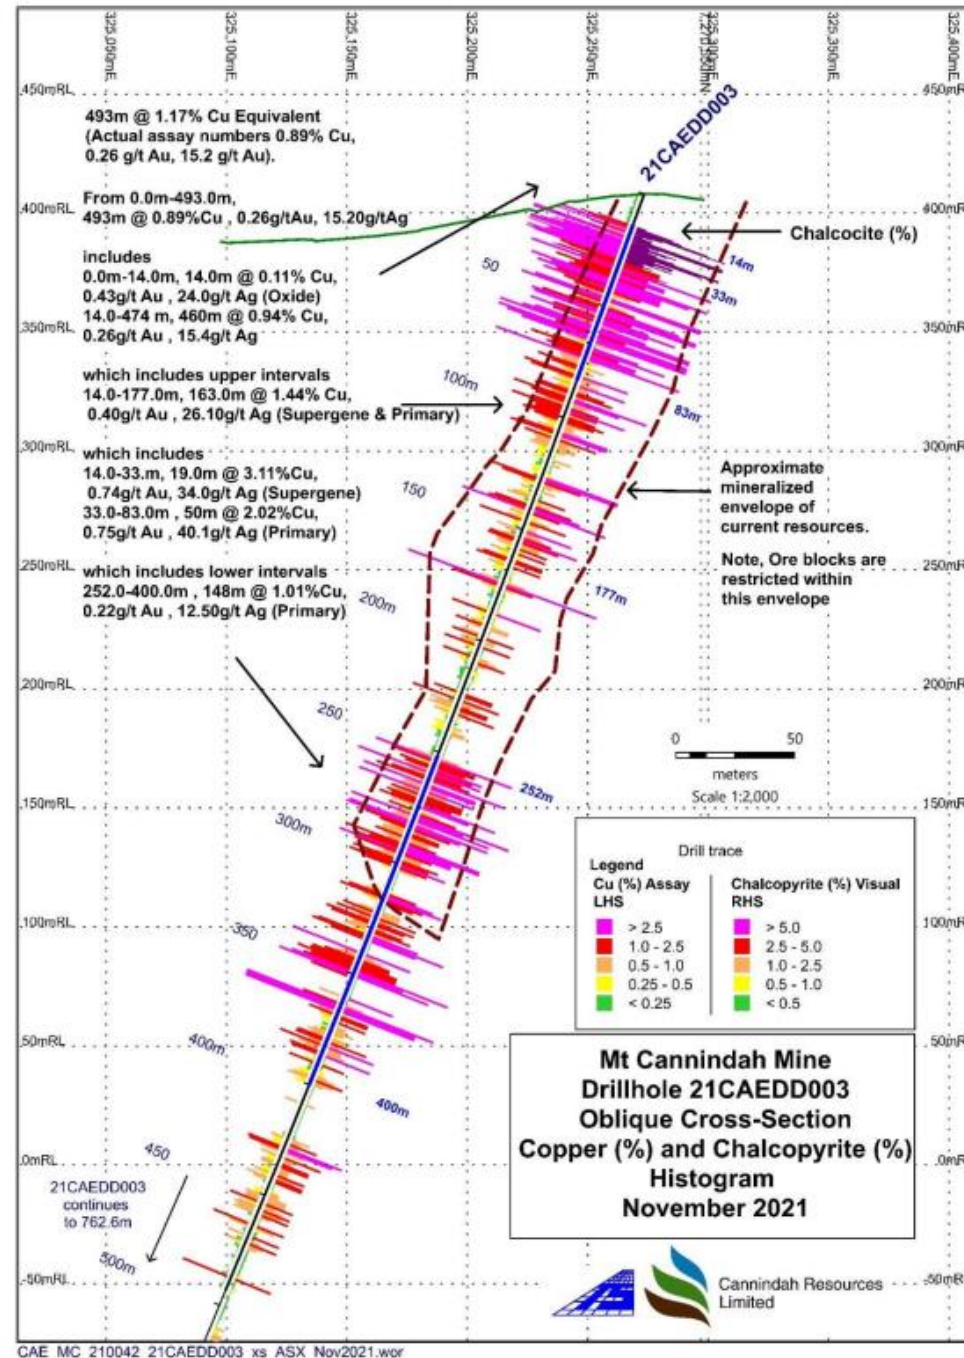 325,050mE
325,100mE
325,150mE
325,200mE
325,250mE
325,300mE
325,350mE
325,400mE
450mRL
450mRL
493m @ 1.17% Cu Equivalent
(Actual assay numbers 0.89% Cu,
0.26 g/t Au, 15.2 g/t Au).
21CAEDD003
From 0.0m-493.0m,
493m @ 0.89%Cu , 0.26g/tAu, 15.20g/tAg
400mRL
400mRL
Chalcocite (%)
includes
0.0m-14.0m, 14.0m @ 0.11% Cu,
0.43g/t Au , 24.0g/t Ag (Oxide)
14.0-474 m, 460m @ 0.94% Cu,
0.26g/t Au , 15.4g/t Ag
50
14m
33m
350mRL
350mRL
which includes upper intervals
14.0-177.0m, 163.0m @ 1.44% Cu,
0.40g/t Au , 26.10g/t Ag (Supergene & Primary)
100m
83m
300mRL
300mRL
which includes
14.0-33.m, 19.0m @ 3.11%Cu,
0.74g/t Au, 34.0g/t Ag (Supergene)
33.0-83.0m , 50m @ 2.02%Cu,
0.75g/t Au , 40.1g/t Ag (Primary)
150
Approximate
mineralized
envelope of
current resources.
Note, Ore blocks are
restricted within
this envelope
250mRL
250mRL
which includes lower intervals
252.0-400.0m , 148m @ 1.01%Cu,
0.22g/t Au , 12.50g/t Ag (Primary)
177m
200m
200mRL
200mRL
250
0
50
meters
Scale 1:2,000
252m
150mRL
150mRL
300m
Drill trace
Legend
Cu (%) Assay
LHS
> 2.5
1.0 - 2.5
0.5 - 1.0
0.25 - 0.5
< 0.25
Chalcopyrite (%) Visual
RHS
> 5.0
2.5 - 5.0
1.0 - 2.5
0.5 - 1.0
< 0.5
100mRL
100mRL
350
50mRL
50mRL
400m
400m
Mt Cannindah Mine
Drillhole 21CAEDD003
Oblique Cross-Section
Copper (%) and Chalcopyrite (%)
Histogram
November 2021
450
0mRL
0mRL
21CAEDD003
continues
to 762.6m
500m
-50mRL
-50mRL
Cannindah Resources
Limited
CAE_MC_210042_21CAEDD003_xs_ASX_Nov2021.wor